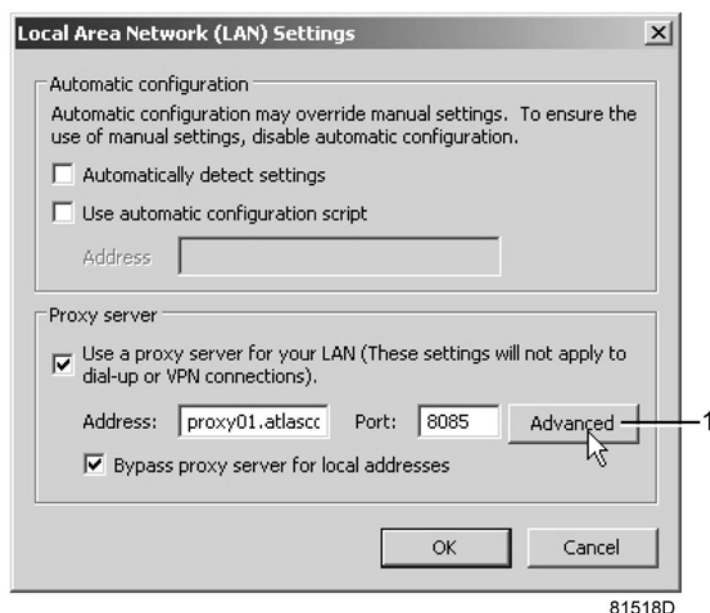 Local Area Network (LAN) Settings
Automatic configuration
Automatic configuration may override manual settings. To ensure the
use of manual settings, disable automatic configuration.
Automatically detect settings
Use automatic configuration script
Address
Proxy server
Use a proxy server for your LAN (These settings will not apply to
dial-up or VPN connections).
Address: proxy01.atlascc Port: 8085 Advanced 1
Bypass proxy server for local addresses
OK Cancel
81518D